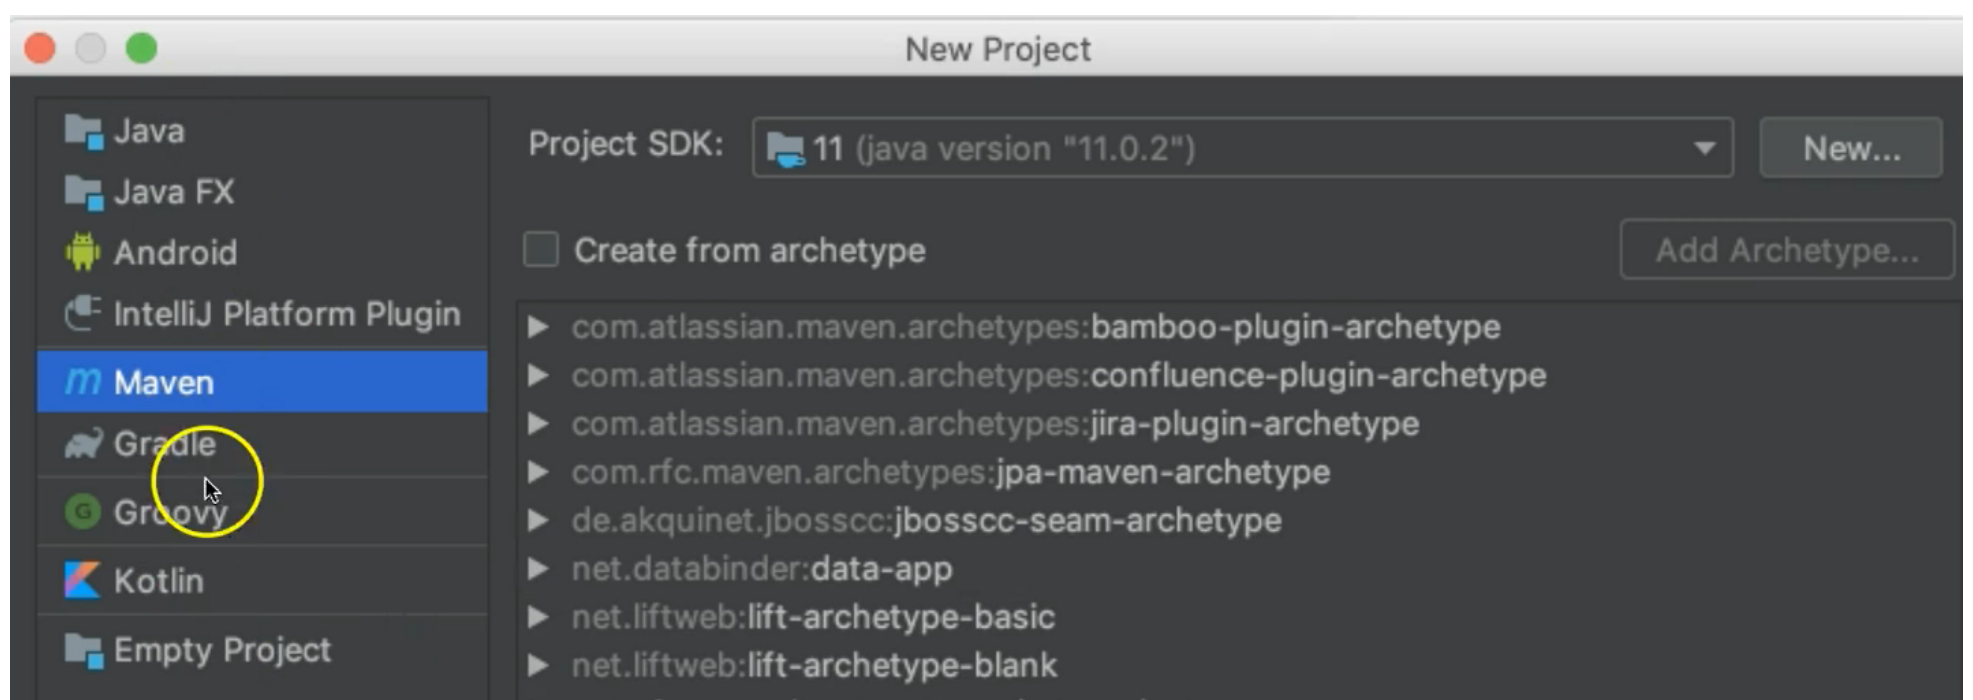 New Project
Java
Java FX
Android
IntelliJ Platform Plugin
m Maven
Gradle
G Groovy
Kotlin
Empty Project
Project SDK: 11 (java version "11.0.2") New...
Create from archetype Add Archetype...
com.atlassian.maven.archetypes:bamboo-plugin-archetype
com.atlassian.maven.archetypes:confluence-plugin-archetype
com.atlassian.maven.archetypes:jira-plugin-archetype
com.rfc.maven.archetypes:jpa-maven-archetype
de.akquinet.jbosscc:jbosscc-seam-archetype
net.databinder:data-app
net.liftweb:lift-archetype-basic
net.liftweb:lift-archetype-blank